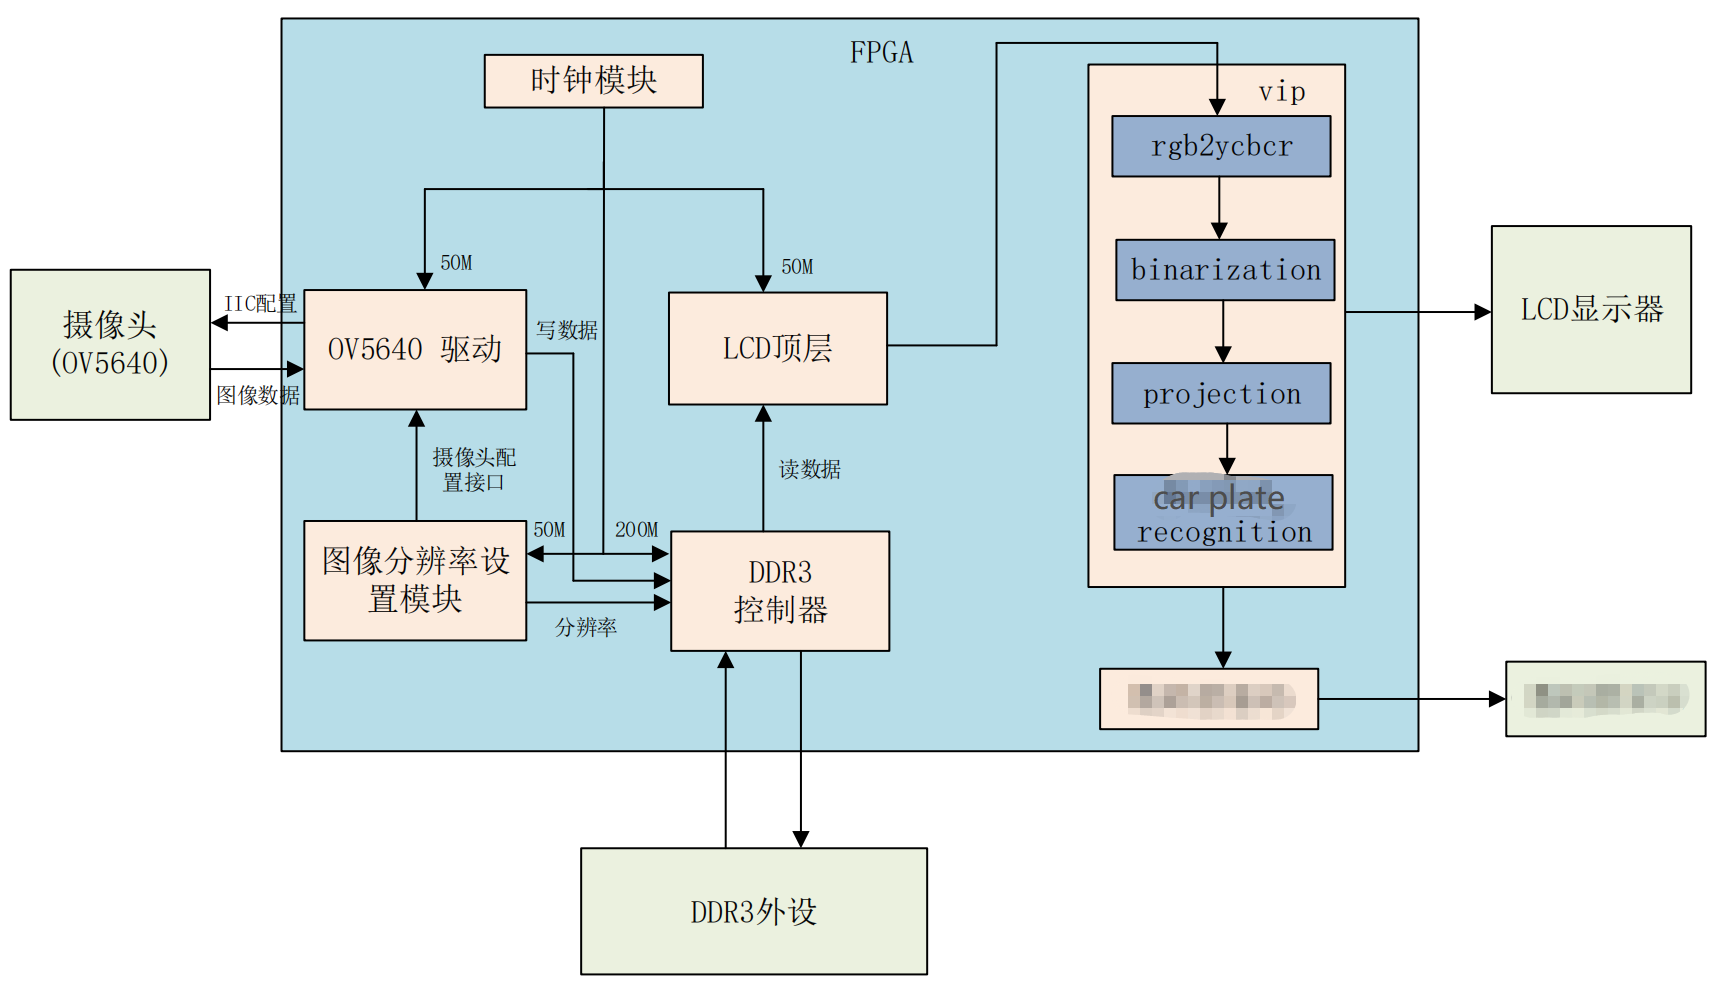 FPGA
时钟模块
vip
rgb2ycbcr
binarization
projection
car plate
recognition
50M
50M
摄像头
(OV5640)
IIC配置
图像数据
OV5640 驱动
写数据
LCD顶层
LCD显示器
摄像头配
置接口
读数据
图像分辨率设
置模块
50M
200M
分辨率
DDR3
控制器
DDR3外设